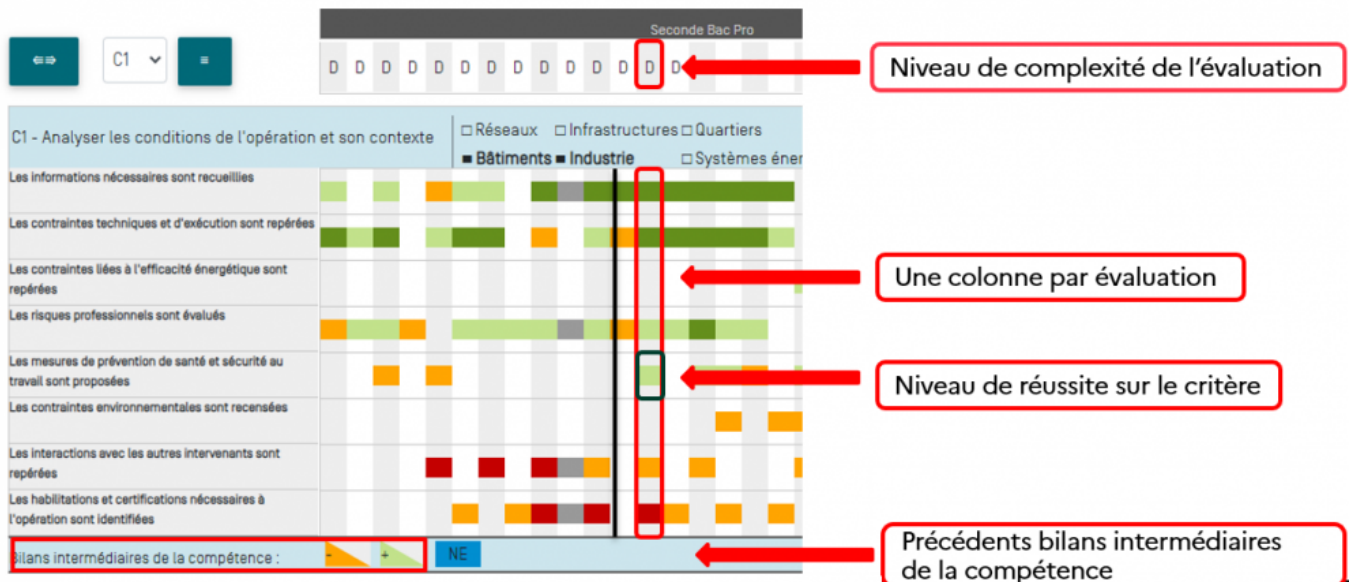 Seconde Bac Pro
⇐⇒ C1 ≡
D D D D D D D D D D D D D D
Niveau de complexité de l'évaluation
C1 - Analyser les conditions de l'opération et son contexte
□ Réseaux □ Infrastructures □ Quartiers
■ Bâtiments ■ Industrie □ Systèmes éner
Les informations nécessaires sont recueillies
Les contraintes techniques et d'exécution sont repérées
Les contraintes liées à l'efficacité énergétique sont
repérées
Une colonne par évaluation
Les risques professionnels sont évalués
Les mesures de prévention de santé et sécurité au
travail sont proposées
Niveau de réussite sur le critère
Les contraintes environnementales sont recensées
Les interactions avec les autres intervenants sont
repérées
Les habilitations et certifications nécessaires à
l'opération sont identifiées
Bilans intermédiaires de la compétence :
- + NE
Précédents bilans intermédiaires
de la compétence